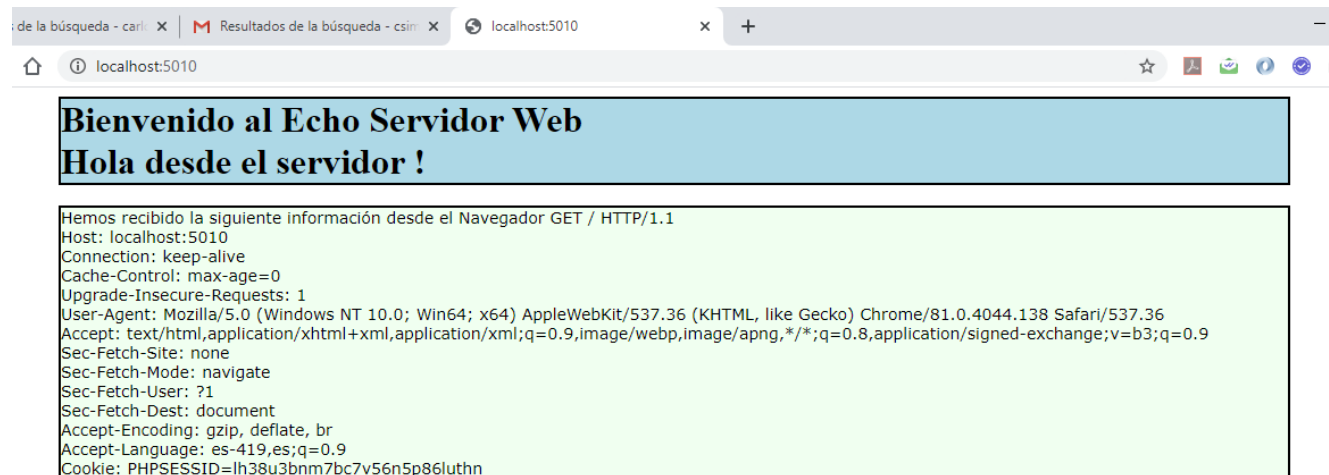 de la búsqueda - carl
Resultados de la búsqueda - csim
localhost:5010
localhost:5010
Bienvenido al Echo Servidor Web
Hola desde el servidor !
Hemos recibido la siguiente información desde el Navegador GET / HTTP/1.1
Host: localhost:5010
Connection: keep-alive
Cache-Control: max-age=0
Upgrade-Insecure-Requests: 1
User-Agent: Mozilla/5.0 (Windows NT 10.0; Win64; x64) AppleWebKit/537.36 (KHTML, like Gecko) Chrome/81.0.4044.138 Safari/537.36
Accept: text/html,application/xhtml+xml,application/xml;q=0.9,image/webp,image/apng,*/*;q=0.8,application/signed-exchange;v=b3;q=0.9
Sec-Fetch-Site: none
Sec-Fetch-Mode: navigate
Sec-Fetch-User: ?1
Sec-Fetch-Dest: document
Accept-Encoding: gzip, deflate, br
Accept-Language: es-419,es;q=0.9
Cookie: PHPSESSID=lh38u3bnm7bc7v56n5p86luthn